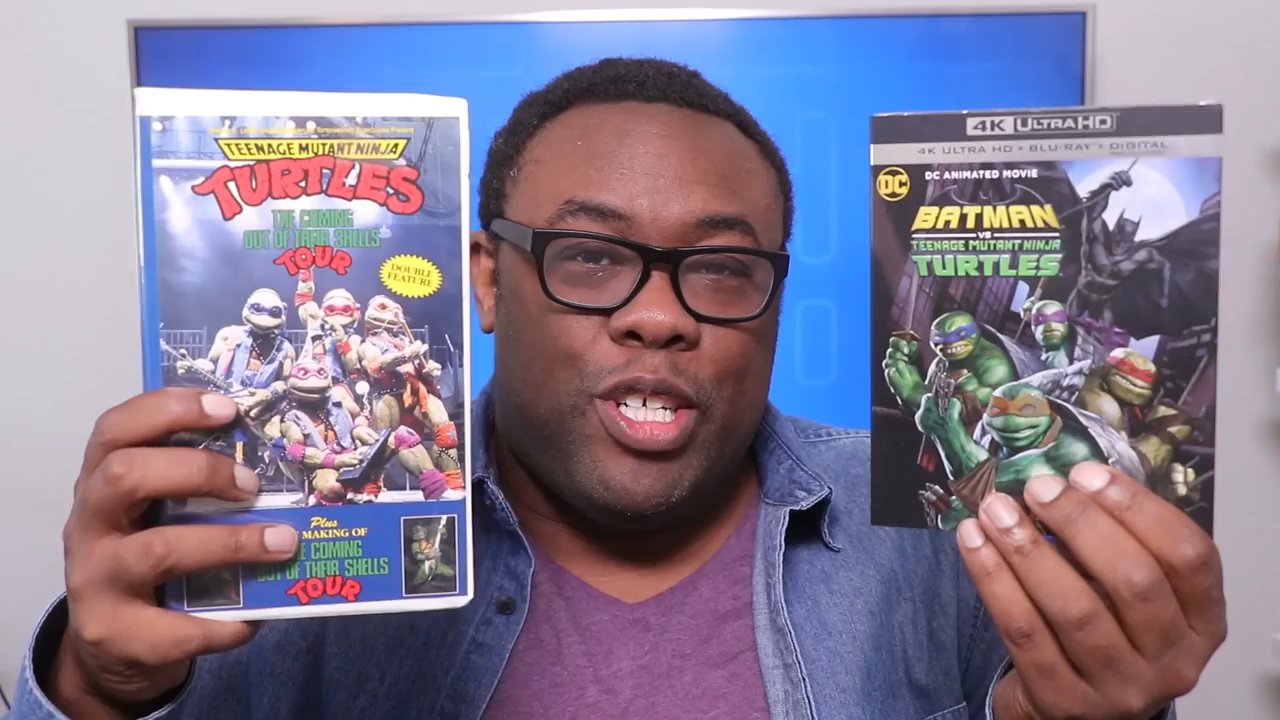 TEENAGE MUTANT NINJA
TURTLES
THE COMING
OUT OF THEIR SHELLS
TOUR
DOUBLE
FEATURE
Plus
MAKING OF
THE COMING
OUT OF THEIR SHELLS
TOUR
4K ULTRA HD
4K ULTRA HD • BLU-RAY • DIGITAL
DC
DC ANIMATED MOVIE
BATMAN
VS
TEENAGE MUTANT NINJA
TURTLES